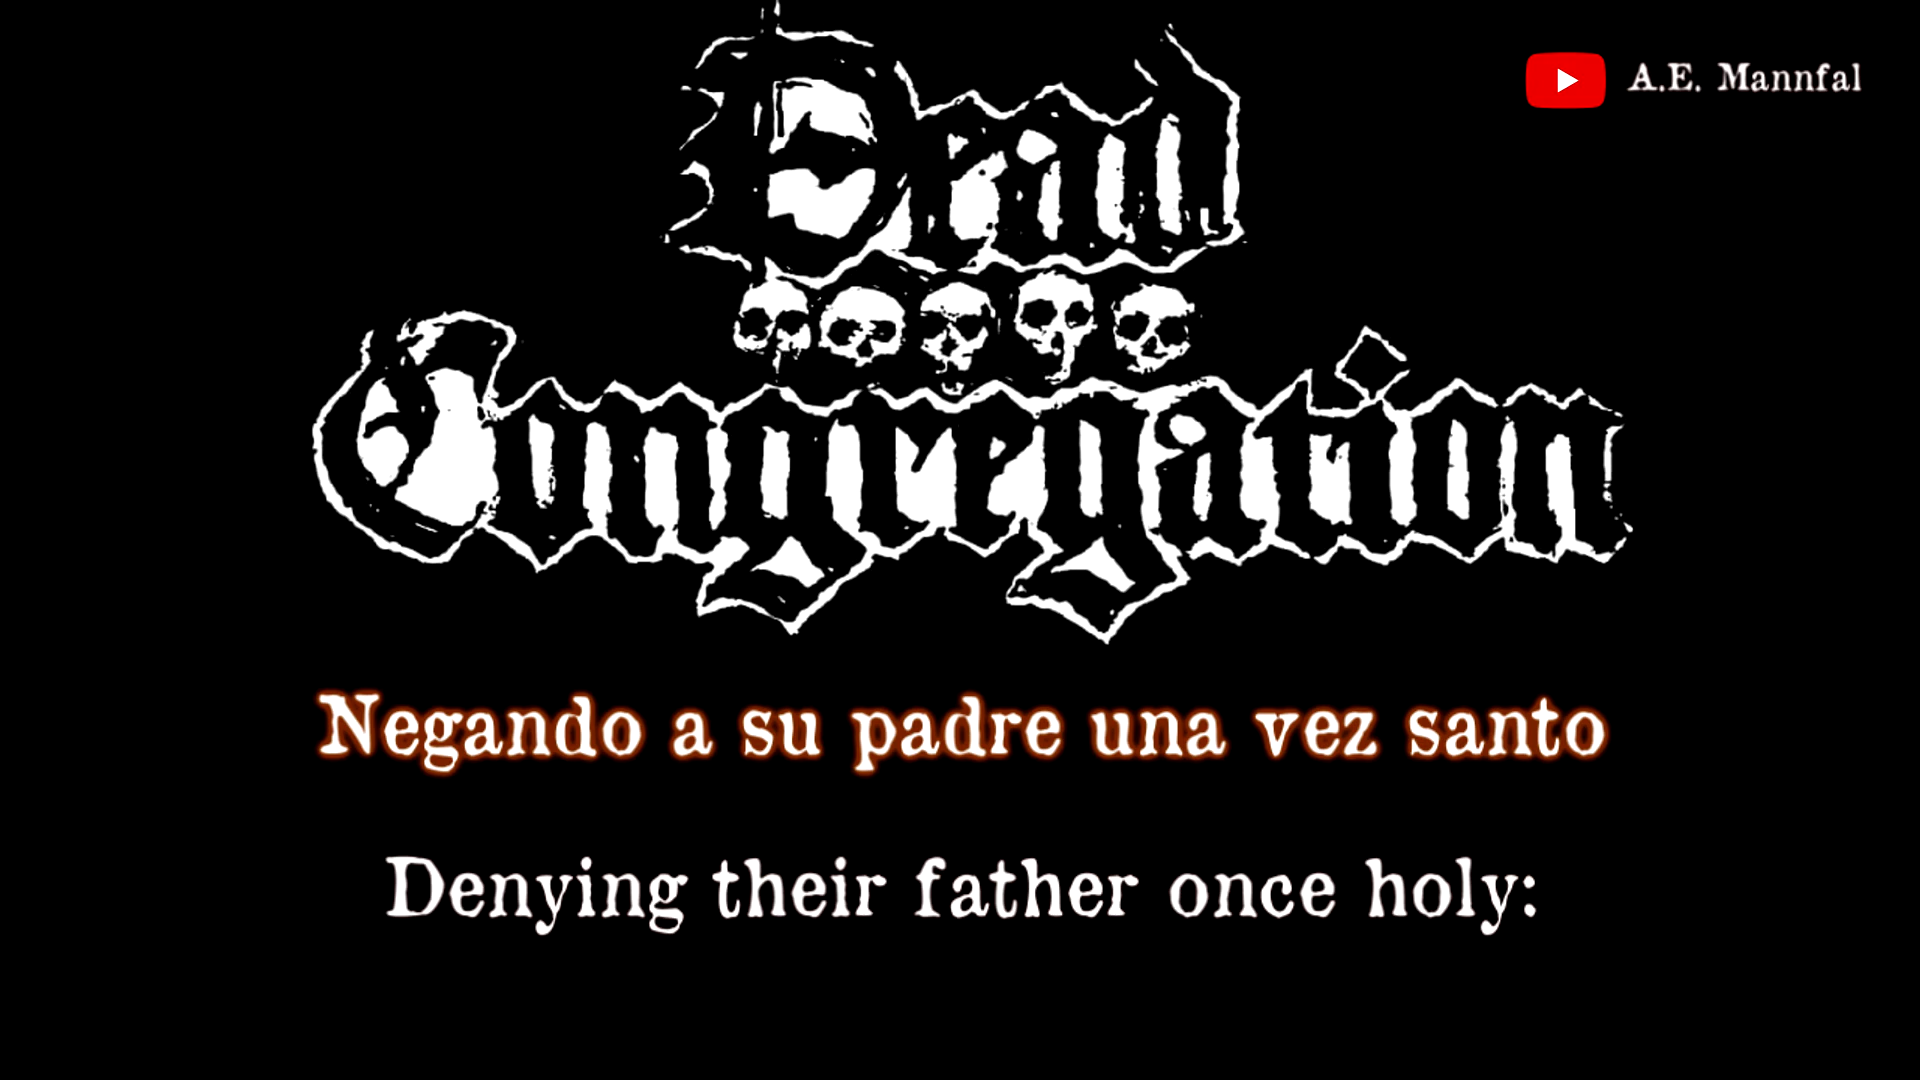 Dead
A.E. Mannfal
Congregation
Negando a su padre una vez santo
Denying their father once holy: